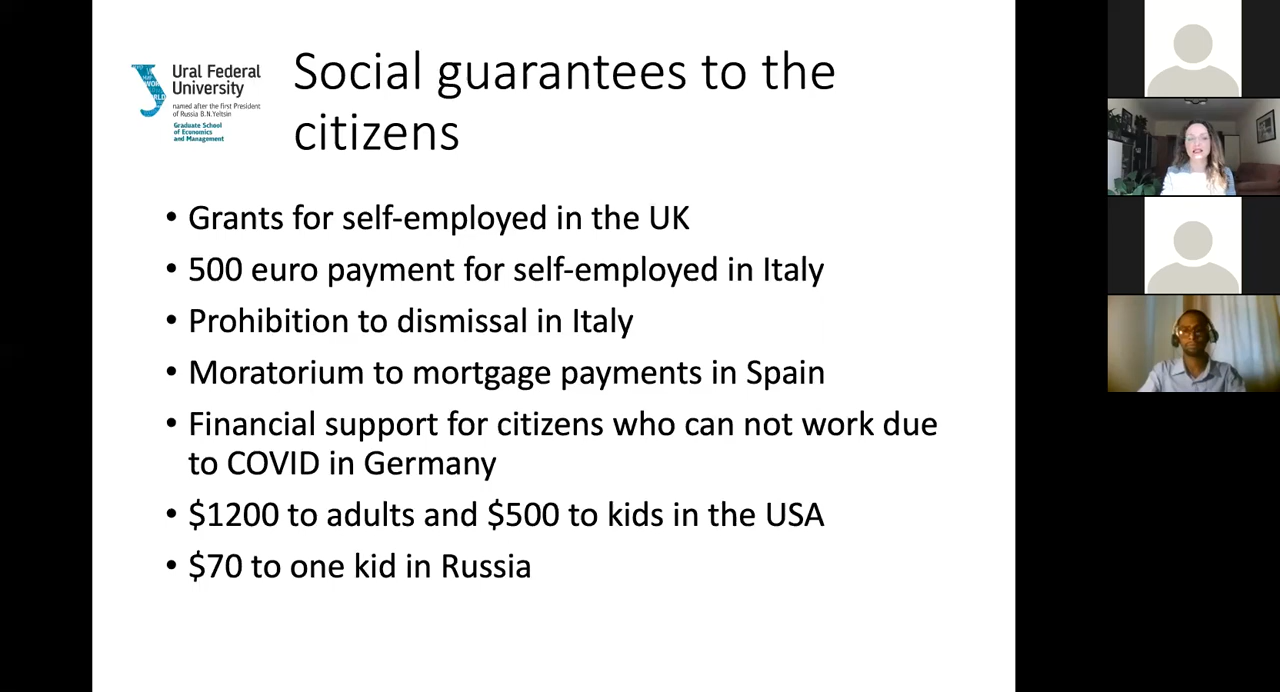 Ural Federal
University
named after the first President
of Russia B.N.Yeltsin
Graduate School
of Economics
and Management
Social guarantees to the
citizens
• Grants for self-employed in the UK
• 500 euro payment for self-employed in Italy
• Prohibition to dismissal in Italy
• Moratorium to mortgage payments in Spain
• Financial support for citizens who can not work due
to COVID in Germany
• $1200 to adults and $500 to kids in the USA
• $70 to one kid in Russia